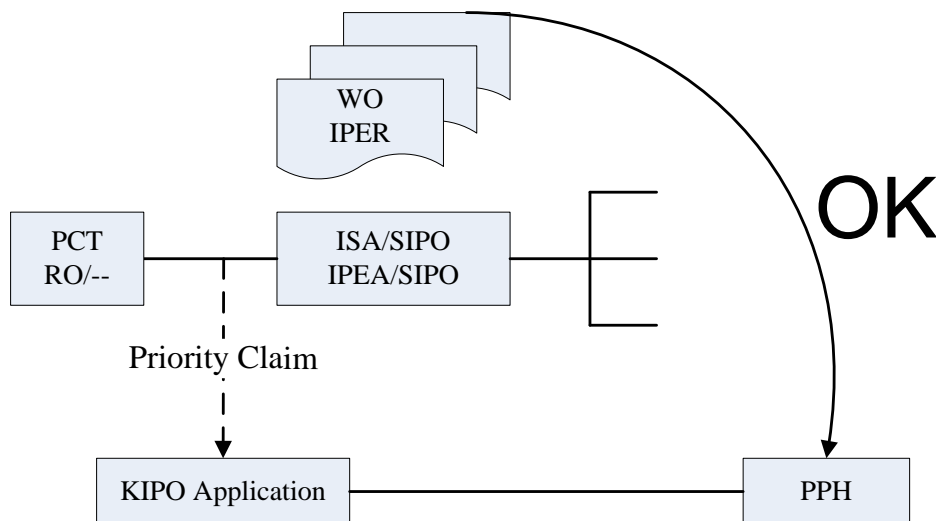 WO
IPER
OK
PCT
RO/--
ISA/SIPO
IPEA/SIPO
Priority Claim
KIPO Application
PPH